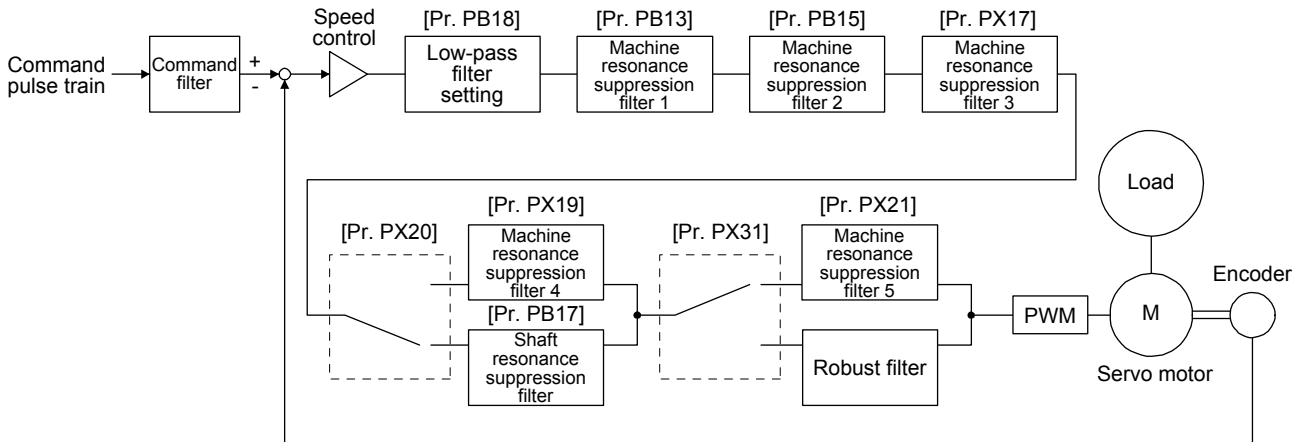 Command
pulse train
Command
filter
+
-
Speed
control
[Pr. PB18]
Low-pass
filter
setting
[Pr. PB13]
Machine
resonance
suppression
filter 1
[Pr. PB15]
Machine
resonance
suppression
filter 2
[Pr. PX17]
Machine
resonance
suppression
filter 3
[Pr. PX20]
[Pr. PX19]
Machine
resonance
suppression
filter 4
[Pr. PB17]
Shaft
resonance
suppression
filter
[Pr. PX31]
[Pr. PX21]
Machine
resonance
suppression
filter 5
Robust filter
PWM
Load
M
Servo motor
Encoder